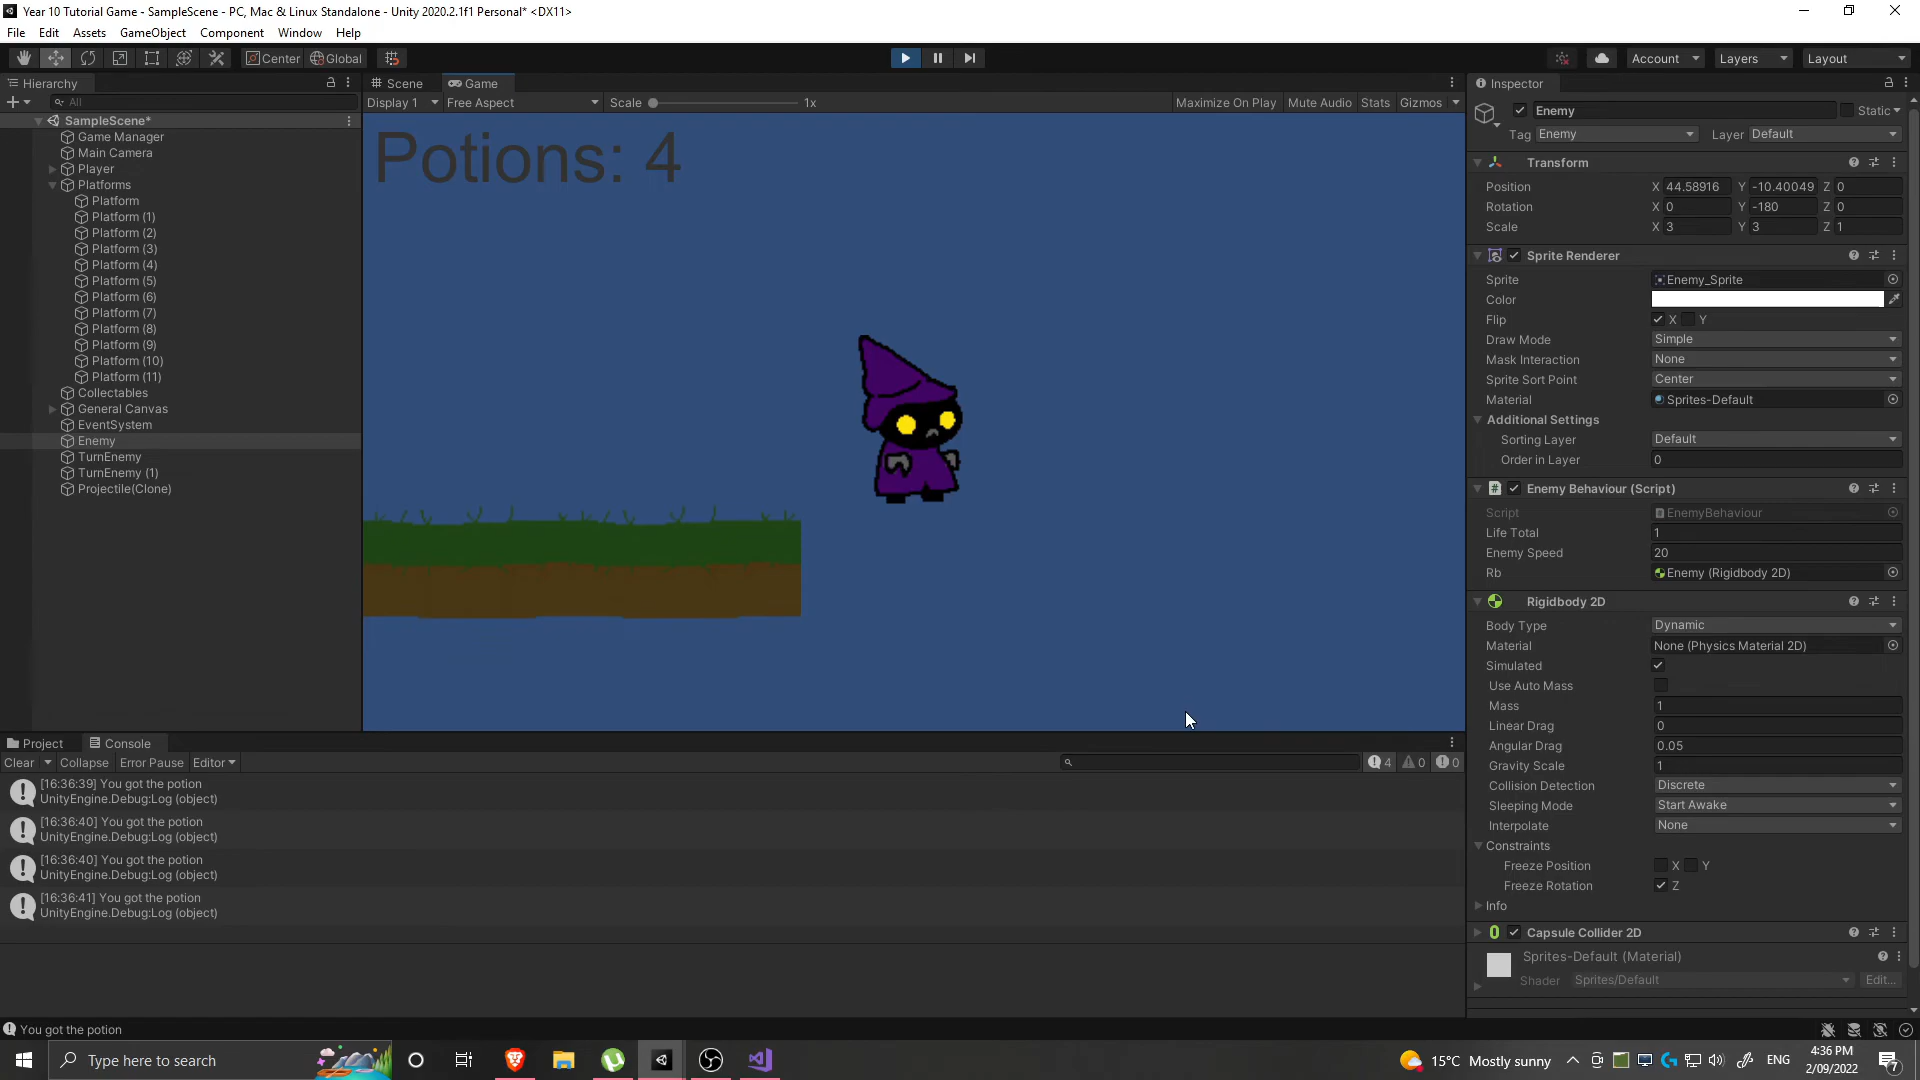 Year 10 Tutorial Game - SampleScene - PC, Mac & Linux Standalone - Unity 2020.2.1f1 Personal* <DX11>
File Edit Assets GameObject Component Window Help
Center Global Account Layers Layout
Hierarchy Scene Game Inspector
All Display 1 Free Aspect Scale 1x Maximize On Play Mute Audio Stats Gizmos
SampleScene*
Game Manager
Main Camera
Player
Platforms
Platform
Platform (1)
Platform (2)
Platform (3)
Platform (4)
Platform (5)
Platform (6)
Platform (7)
Platform (8)
Platform (9)
Platform (10)
Platform (11)
Collectables
General Canvas
EventSystem
Enemy
TurnEnemy
TurnEnemy (1)
Projectile(Clone)
Potions: 4
Enemy Static
Tag Enemy Layer Default
Transform
Position X 44.58916 Y -10.40049 Z 0
Rotation X 0 Y -180 Z 0
Scale X 3 Y 3 Z 1
Sprite Renderer
Sprite Enemy_Sprite
Color
Flip X Y
Draw Mode Simple
Mask Interaction None
Sprite Sort Point Center
Material Sprites-Default
Additional Settings
Sorting Layer Default
Order in Layer 0
Enemy Behaviour (Script)
Script EnemyBehaviour
Life Total 1
Enemy Speed 20
Rb Enemy (Rigidbody 2D)
Rigidbody 2D
Body Type Dynamic
Material None (Physics Material 2D)
Simulated
Use Auto Mass
Mass 1
Linear Drag 0
Angular Drag 0.05
Gravity Scale 1
Collision Detection Discrete
Sleeping Mode Start Awake
Interpolate None
Constraints
Freeze Position X Y
Freeze Rotation Z
Info
Capsule Collider 2D
Sprites-Default (Material)
Shader Sprites/Default Edit...
Project Console
Clear Collapse Error Pause Editor 4 0 0
[16:36:39] You got the potion
UnityEngine.Debug:Log (object)
[16:36:40] You got the potion
UnityEngine.Debug:Log (object)
[16:36:40] You got the potion
UnityEngine.Debug:Log (object)
[16:36:41] You got the potion
UnityEngine.Debug:Log (object)
You got the potion
Type here to search
15°C Mostly sunny ENG 4:36 PM
2/09/2022
7